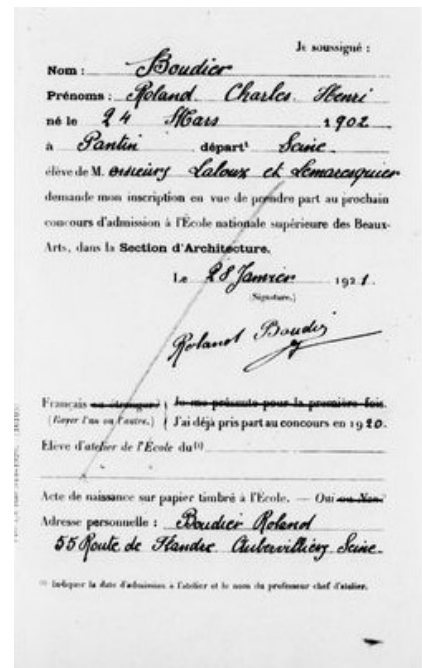 Je soussigné :
Nom : Boudier
Prénoms : Roland Charles Henri
né le 24 Mars 1902
à Pantin départ^t Seine
élève de M. essieurs Laloux et Lemaresquier
demande mon inscription en vue de prendre part au prochain
concours d'admission à l'École nationale supérieure des Beaux-
Arts, dans la Section d'Architecture.
Le 28 Janvier 1921.
(Signature.)
Roland Boudier
Français ou étranger Je me présente pour la première fois.
(Rayer l'un ou l'autre.) J'ai déjà pris part au concours en 1920.
Elève d'atelier de l'École du (1)
Acte de naissance sur papier timbré à l'École. — Oui ou Non.
Adresse personnelle : Boudier Roland
55 Route de Flandre Aubervilliers Seine
(1) Indiquer la date d'admission à l'atelier et le nom du professeur chef d'atelier.